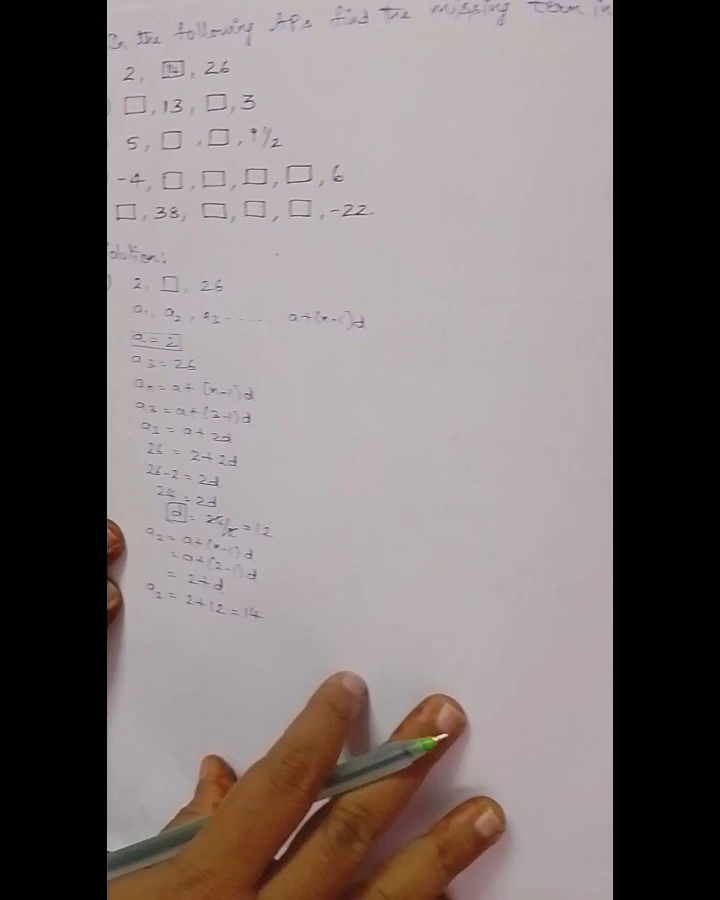 In the following APs find the missing term in
2, 14, 26
□, 13, □, 3
5, □, □, 9 1/2
-4, □, □, □, □, 6
□, 38, □, □, □, -22
Solution:
2, □, 26
a1, a2, a3 ...... a+(n-1)d
a = 2
a3 = 26
an = a+(n-1)d
a3 = a+(3-1)d
a3 = a+2d
26 = 2+2d
26-2 = 2d
24 = 2d
d = 24/2 = 12
a2 = a+(n-1)d
= a+(2-1)d
= 2+d
a2 = 2+12 = 14